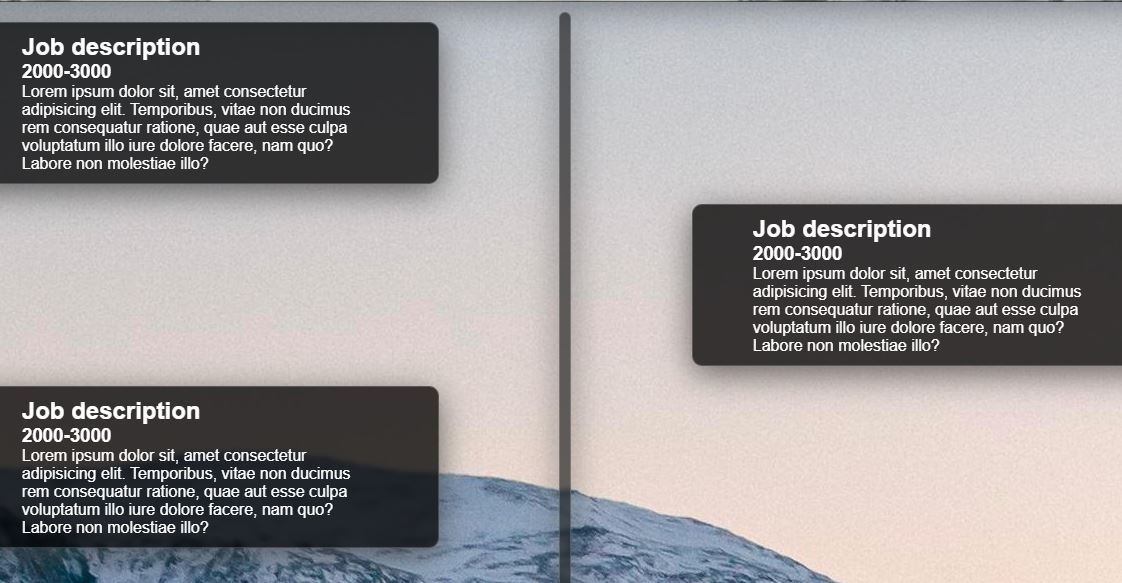 Job description
2000-3000
Lorem ipsum dolor sit, amet consectetur
adipisicing elit. Temporibus, vitae non ducimus
rem consequatur ratione, quae aut esse culpa
voluptatum illo iure dolore facere, nam quo?
Labore non molestiae illo?
Job description
2000-3000
Lorem ipsum dolor sit, amet consectetur
adipisicing elit. Temporibus, vitae non ducimus
rem consequatur ratione, quae aut esse culpa
voluptatum illo iure dolore facere, nam quo?
Labore non molestiae illo?
Job description
2000-3000
Lorem ipsum dolor sit, amet consectetur
adipisicing elit. Temporibus, vitae non ducimus
rem consequatur ratione, quae aut esse culpa
voluptatum illo iure dolore facere, nam quo?
Labore non molestiae illo?